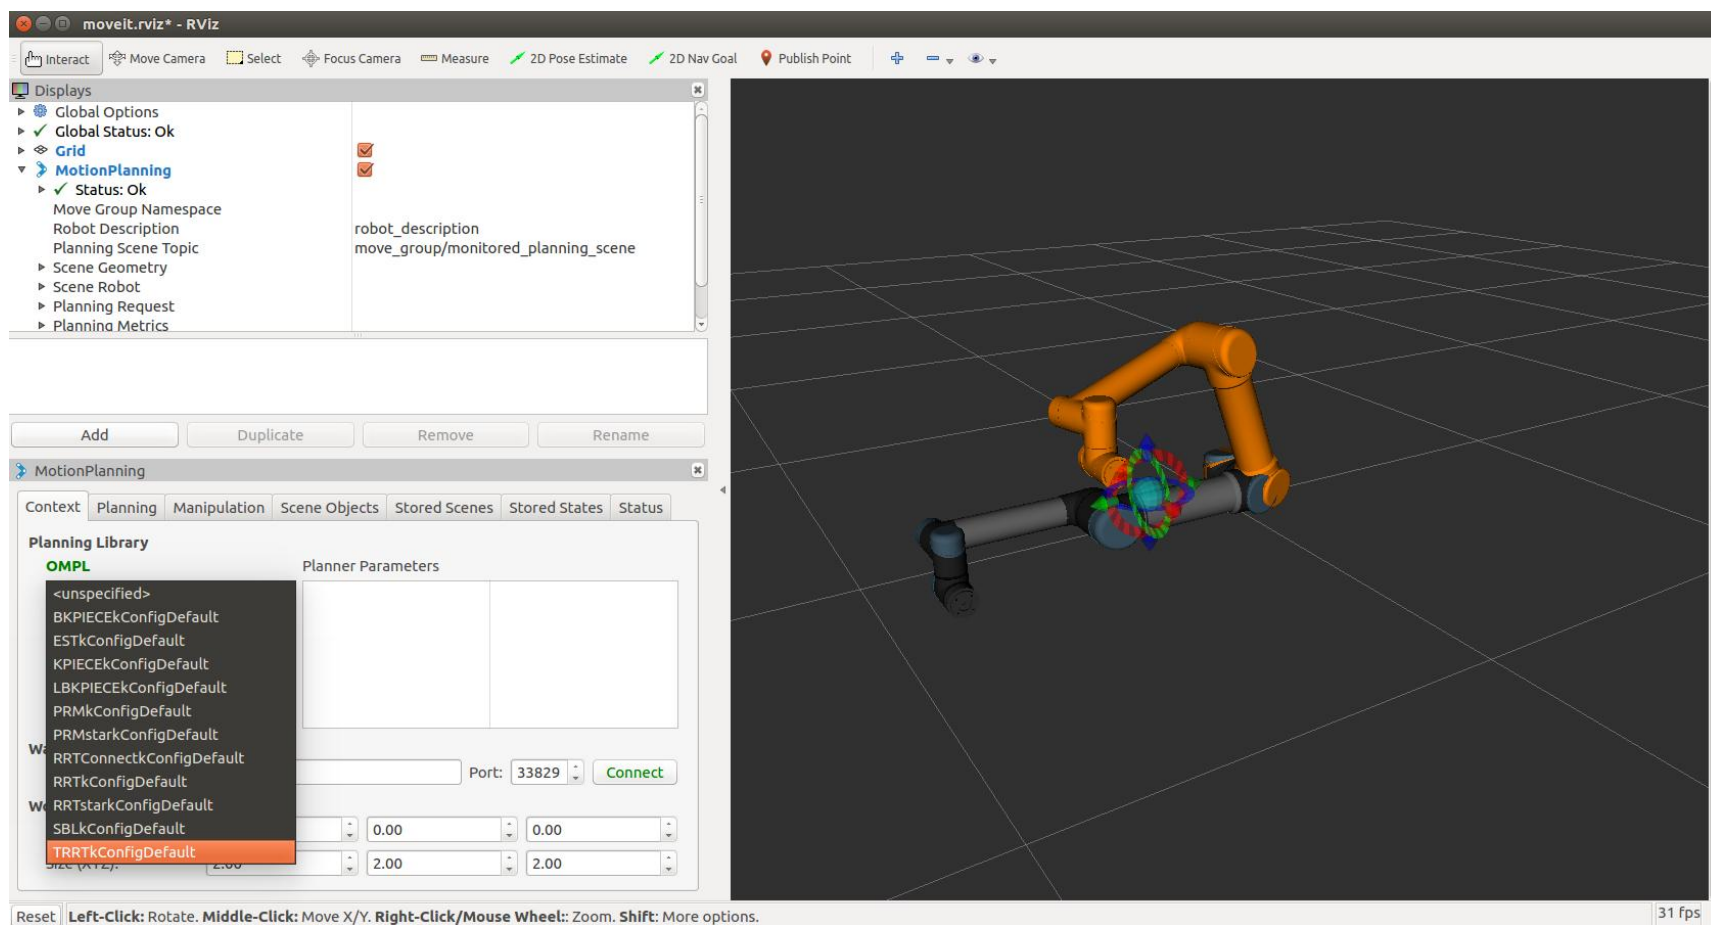 moveit.rviz* - RViz
Interact Move Camera Select Focus Camera Measure 2D Pose Estimate 2D Nav Goal Publish Point
Displays
Global Options
Global Status: Ok
Grid
MotionPlanning
Status: Ok
Move Group Namespace
Robot Description robot_description
Planning Scene Topic move_group/monitored_planning_scene
Scene Geometry
Scene Robot
Planning Request
Planning Metrics
Add Duplicate Remove Rename
MotionPlanning
Context Planning Manipulation Scene Objects Stored Scenes Stored States Status
Planning Library
OMPL Planner Parameters
<unspecified>
BKPIECEkConfigDefault
ESTkConfigDefault
KPIECEkConfigDefault
LBKPIECEkConfigDefault
PRMkConfigDefault
PRMstarkConfigDefault
RRTConnectkConfigDefault
Port: 33829 Connect
RRTkConfigDefault
RRTstarkConfigDefault
SBLkConfigDefault
0.00 0.00
TRRTkConfigDefault
Size (XYZ): 2.00 2.00 2.00
Reset Left-Click: Rotate. Middle-Click: Move X/Y. Right-Click/Mouse Wheel:: Zoom. Shift: More options. 31 fps